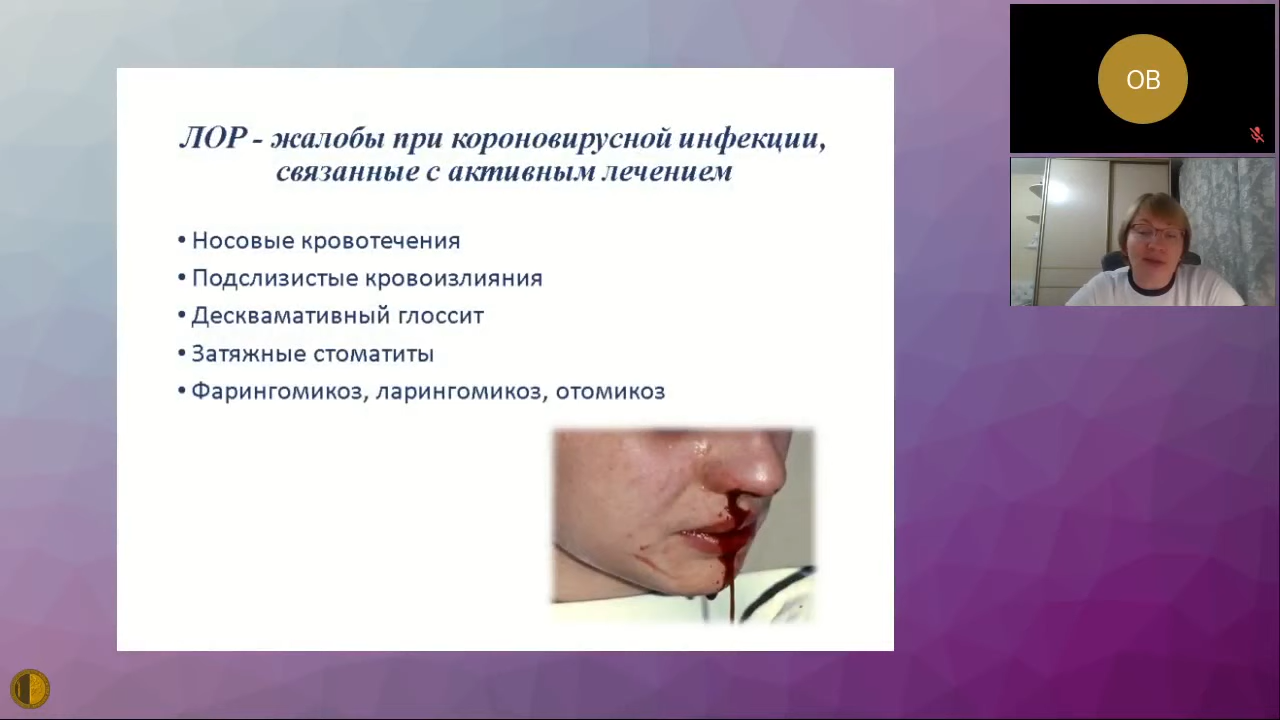 ЛОР - жалобы при короновирусной инфекции,
связанные с активным лечением
• Носовые кровотечения
• Подслизистые кровоизлияния
• Десквамативный глоссит
• Затяжные стоматиты
• Фарингомикоз, ларингомикоз, отомикоз
ОВ